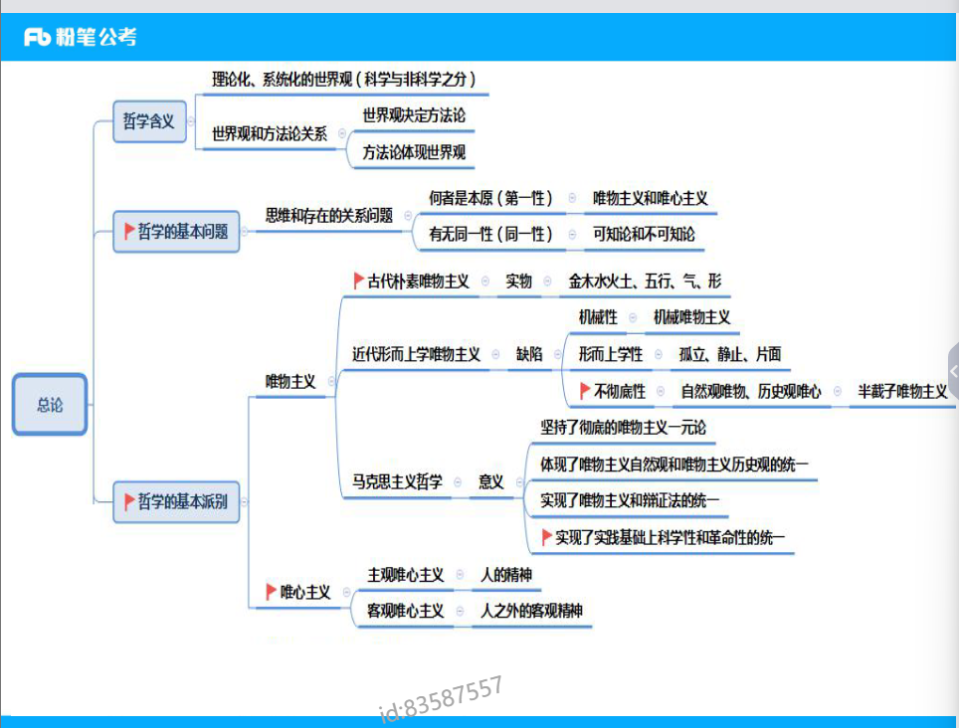 粉笔公考
理论化、系统化的世界观（科学与非科学之分）
哲学含义
世界观和方法论关系
世界观决定方法论
方法论体现世界观
哲学的基本问题
思维和存在的关系问题
何者是本原（第一性）
唯物主义和唯心主义
有无同一性（同一性）
可知论和不可知论
总论
哲学的基本派别
唯物主义
古代朴素唯物主义
实物
金木水火土、五行、气、形
近代形而上学唯物主义
缺陷
机械性
机械唯物主义
形而上学性
孤立、静止、片面
不彻底性
自然观唯物、历史观唯心
半截子唯物主义
马克思主义哲学
意义
坚持了彻底的唯物主义一元论
体现了唯物主义自然观和唯物主义历史观的统一
实现了唯物主义和辩证法的统一
实现了实践基础上科学性和革命性的统一
唯心主义
主观唯心主义
人的精神
客观唯心主义
人之外的客观精神
id:83587557